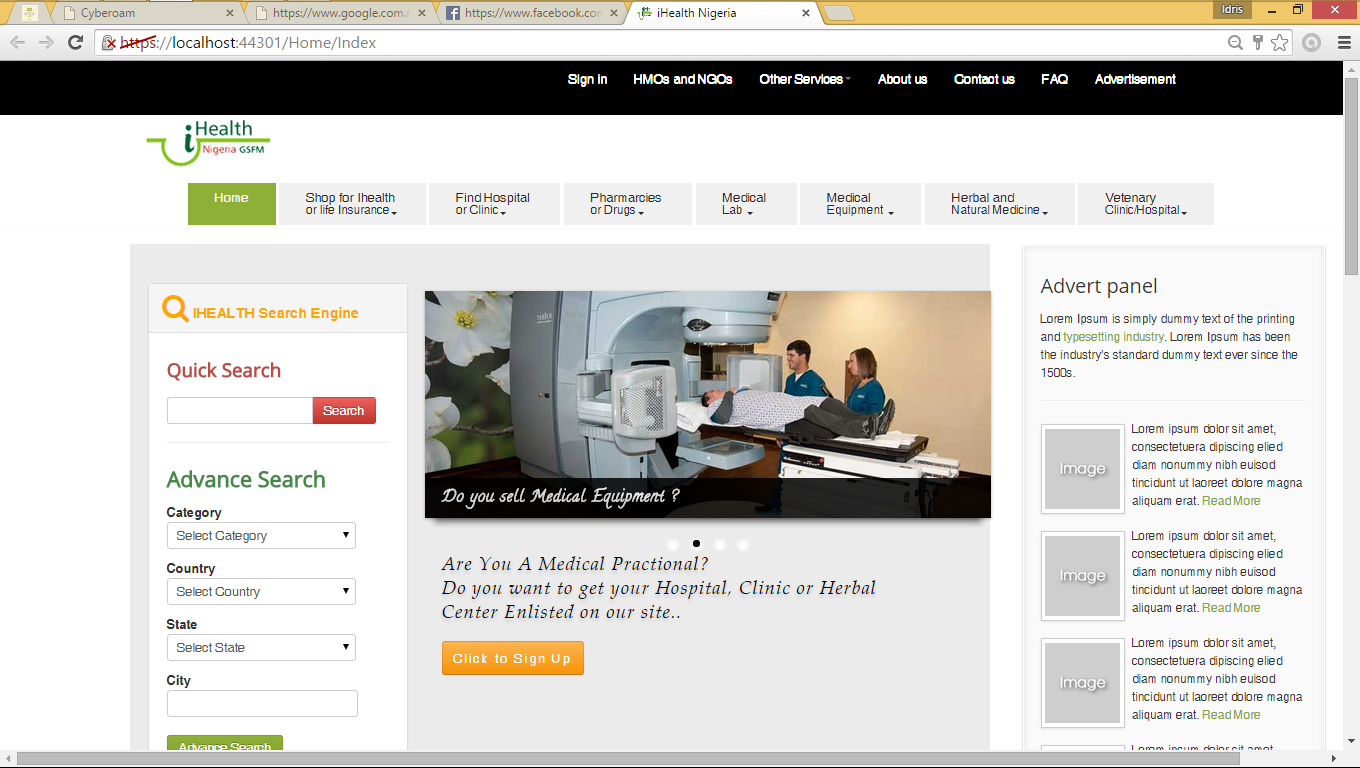 Cyberoam
https://www.google.com.n
https://www.facebook.con
iHealth Nigeria
Idris
https://localhost:44301/Home/Index
Sign in
HMOs and NGOs
Other Services
About us
Contact us
FAQ
Advertisement
iHealth
Nigeria GSFM
Home
Shop for Ihealth
or life Insurance
Find Hospital
or Clinic
Pharmarcies
or Drugs
Medical
Lab
Medical
Equipment
Herbal and
Natural Medicine
Vetenary
Clinic/Hospital
IHEALTH Search Engine
Quick Search
Search
Advance Search
Category
Select Category
Country
Select Country
State
Select State
City
Advance Search
Do you sell Medical Equipment ?
Are You A Medical Practional?
Do you want to get your Hospital, Clinic or Herbal
Center Enlisted on our site..
Click to Sign Up
Advert panel
Lorem Ipsum is simply dummy text of the printing
and typesetting industry. Lorem Ipsum has been
the industry's standard dummy text ever since the
1500s.
Image
Lorem ipsum dolor sit amet,
consectetuera dipiscing elied
diam nonummy nibh euisod
tincidunt ut laoreet dolore magna
aliquam erat. Read More
Image
Lorem ipsum dolor sit amet,
consectetuera dipiscing elied
diam nonummy nibh euisod
tincidunt ut laoreet dolore magna
aliquam erat. Read More
Image
Lorem ipsum dolor sit amet,
consectetuera dipiscing elied
diam nonummy nibh euisod
tincidunt ut laoreet dolore magna
aliquam erat. Read More
Lorem ipsum dolor sit amet,